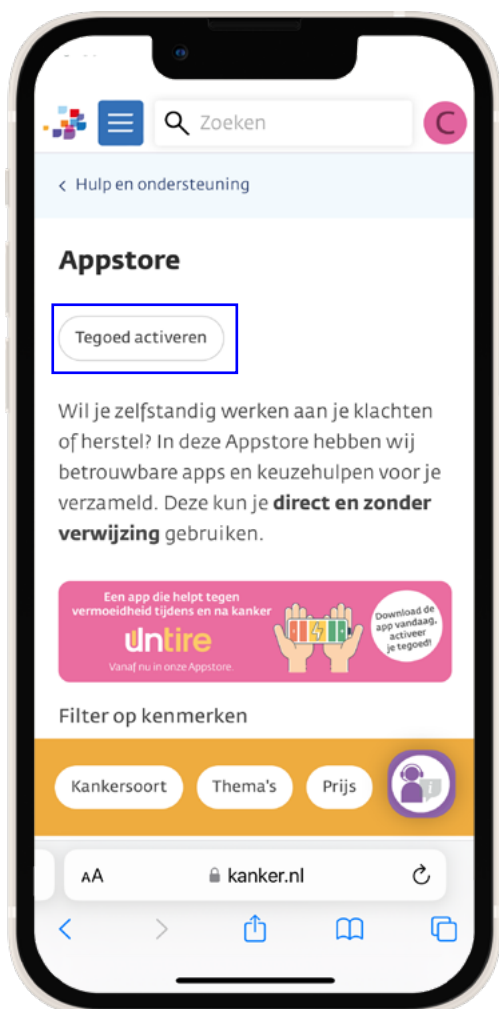 Zoeken
C
< Hulp en ondersteuning
Appstore
Tegoed activeren
Wil je zelfstandig werken aan je klachten
of herstel? In deze Appstore hebben wij
betrouwbare apps en keuzehulpen voor je
verzameld. Deze kun je direct en zonder
verwijzing gebruiken.
Een app die helpt tegen
vermoeidheid tijdens en na kanker
Untire
Vanaf nu in onze Appstore.
Download de
app vandaag,
activeer
je tegoed!
Filter op kenmerken
Kankersoort Thema's Prijs
i
AA kanker.nl